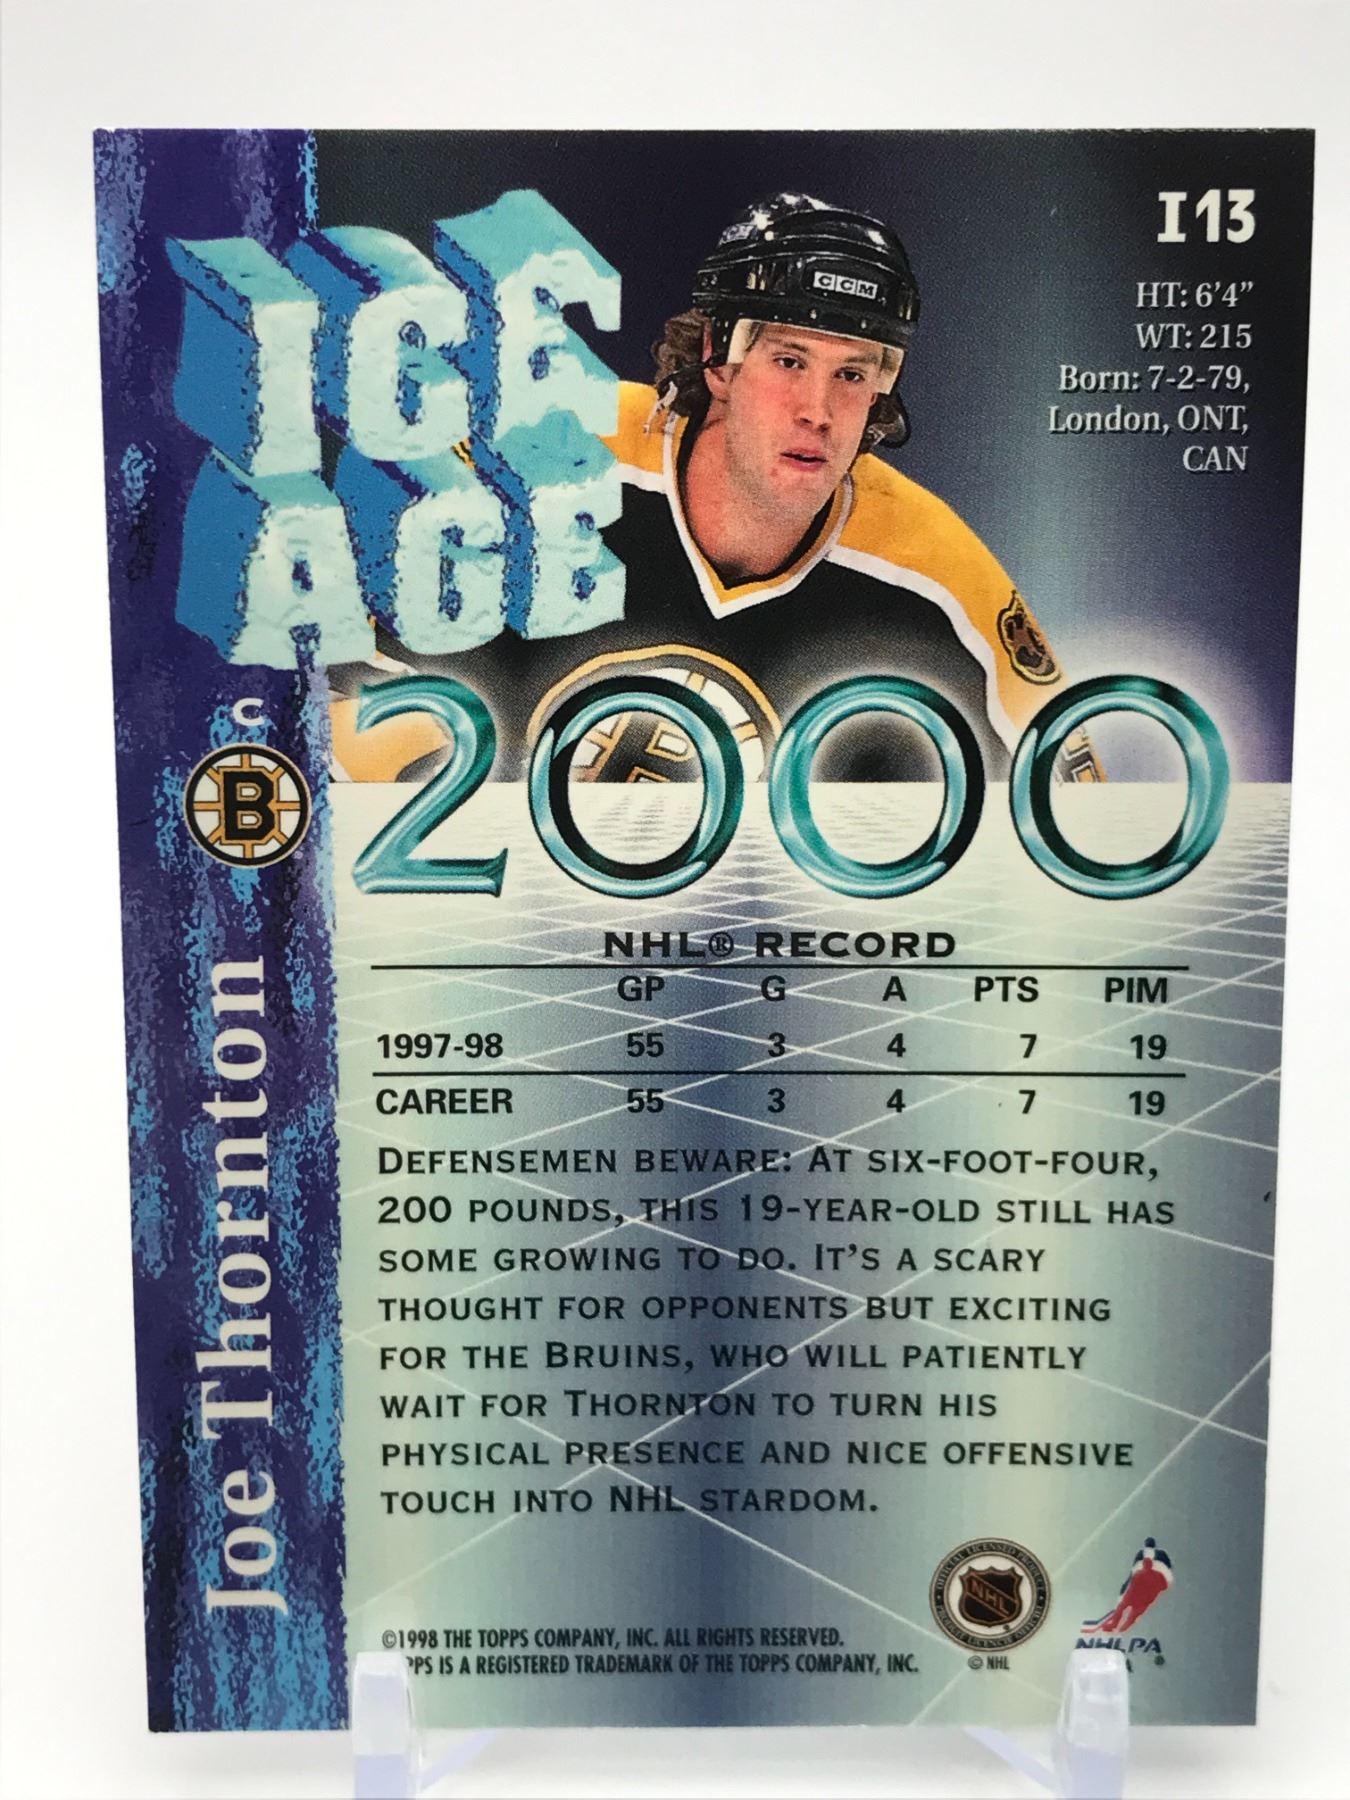 ICE
AGE
2000
CCM
I13
HT: 6'4"
WT: 215
Born: 7-2-79,
London, ONT,
CAN
C
B
Joe Thornton
NHL® RECORD
GP G A PTS PIM
1997-98 55 3 4 7 19
CAREER 55 3 4 7 19
DEFENSEMEN BEWARE: AT SIX-FOOT-FOUR,
200 POUNDS, THIS 19-YEAR-OLD STILL HAS
SOME GROWING TO DO. IT'S A SCARY
THOUGHT FOR OPPONENTS BUT EXCITING
FOR THE BRUINS, WHO WILL PATIENTLY
WAIT FOR THORNTON TO TURN HIS
PHYSICAL PRESENCE AND NICE OFFENSIVE
TOUCH INTO NHL STARDOM.
©1998 THE TOPPS COMPANY, INC. ALL RIGHTS RESERVED.
PPS IS A REGISTERED TRADEMARK OF THE TOPPS COMPANY, INC.
NHL
© NHL
NHLPA
®